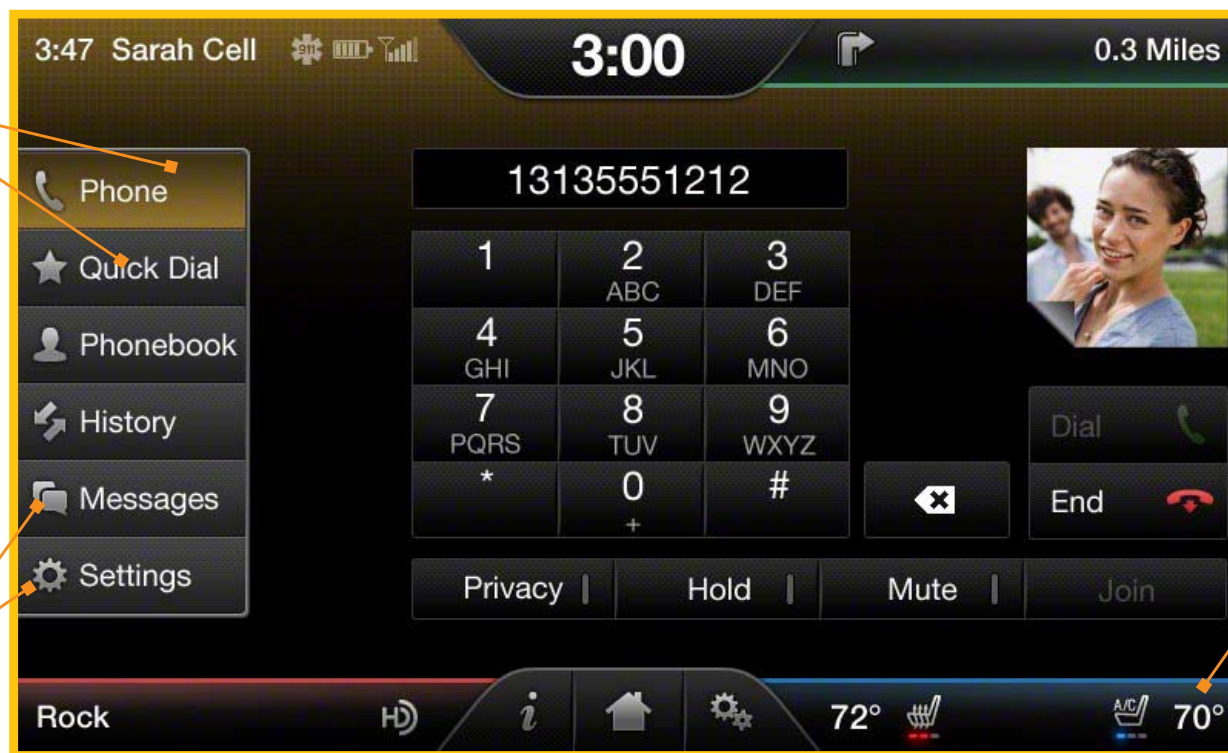 3:47 Sarah Cell 911 3:00 0.3 Miles
Phone
Quick Dial
Phonebook
History
Messages
Settings
13135551212
1 2 3
ABC DEF
4 5 6
GHI JKL MNO
7 8 9
PQRS TUV WXYZ
* 0 #
+
Dial
End
Privacy Hold Mute Join
Rock HD i 72° A/C 70°